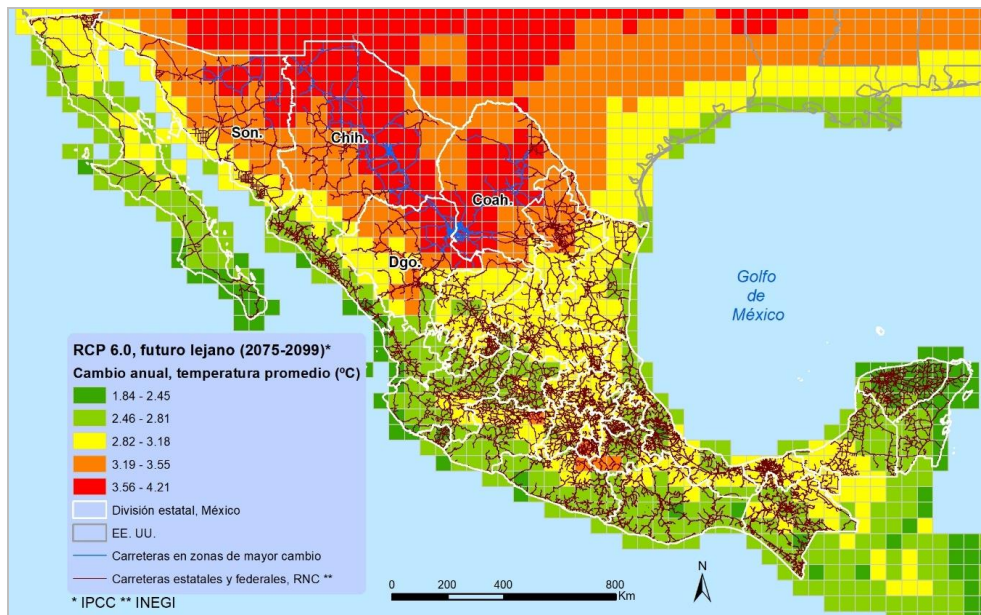 Son.
Chih.
Coah.
Dgo.
Golfo
de
México
RCP 6.0, futuro lejano (2075-2099)*
Cambio anual, temperatura promedio (ºC)
1.84 - 2.45
2.46 - 2.81
2.82 - 3.18
3.19 - 3.55
3.56 - 4.21
División estatal, México
EE. UU.
Carreteras en zonas de mayor cambio
Carreteras estatales y federales, RNC **
* IPCC ** INEGI
0 200 400 800
Km
N